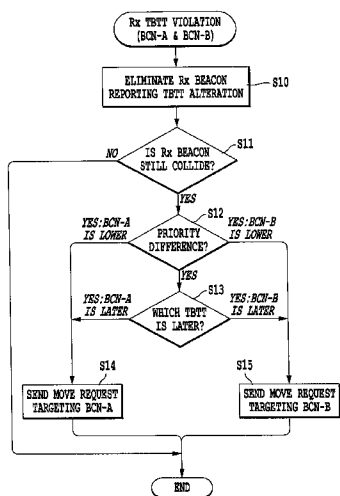 Rx TBTT VIOLATION
(BCN-A & BCN-B)
S10
ELIMINATE Rx BEACON
REPORTING TBTT ALTERATION
S11
NO
IS Rx BEACON
STILL COLLIDE?
YES
S12
YES:BCN-A
IS LOWER
PRIORITY
DIFFERENCE?
YES:BCN-B
IS LOWER
YES
S13
YES:BCN-A
IS LATER
WHICH TBTT
IS LATER?
YES:BCN-B
IS LATER
S14
SEND MOVE REQUEST
TARGETING BCN-A
S15
SEND MOVE REQUEST
TARGETING BCN-B
END